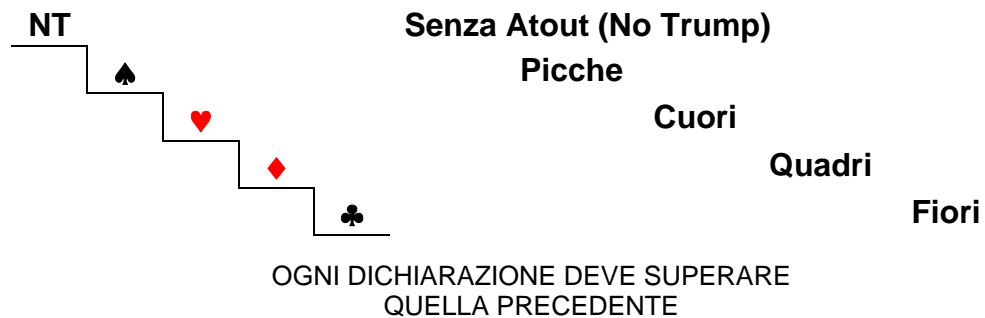 NT Senza Atout (No Trump)
♠ Picche
♥ Cuori
♦ Quadri
♣ Fiori
OGNI DICHIARAZIONE DEVE SUPERARE
QUELLA PRECEDENTE